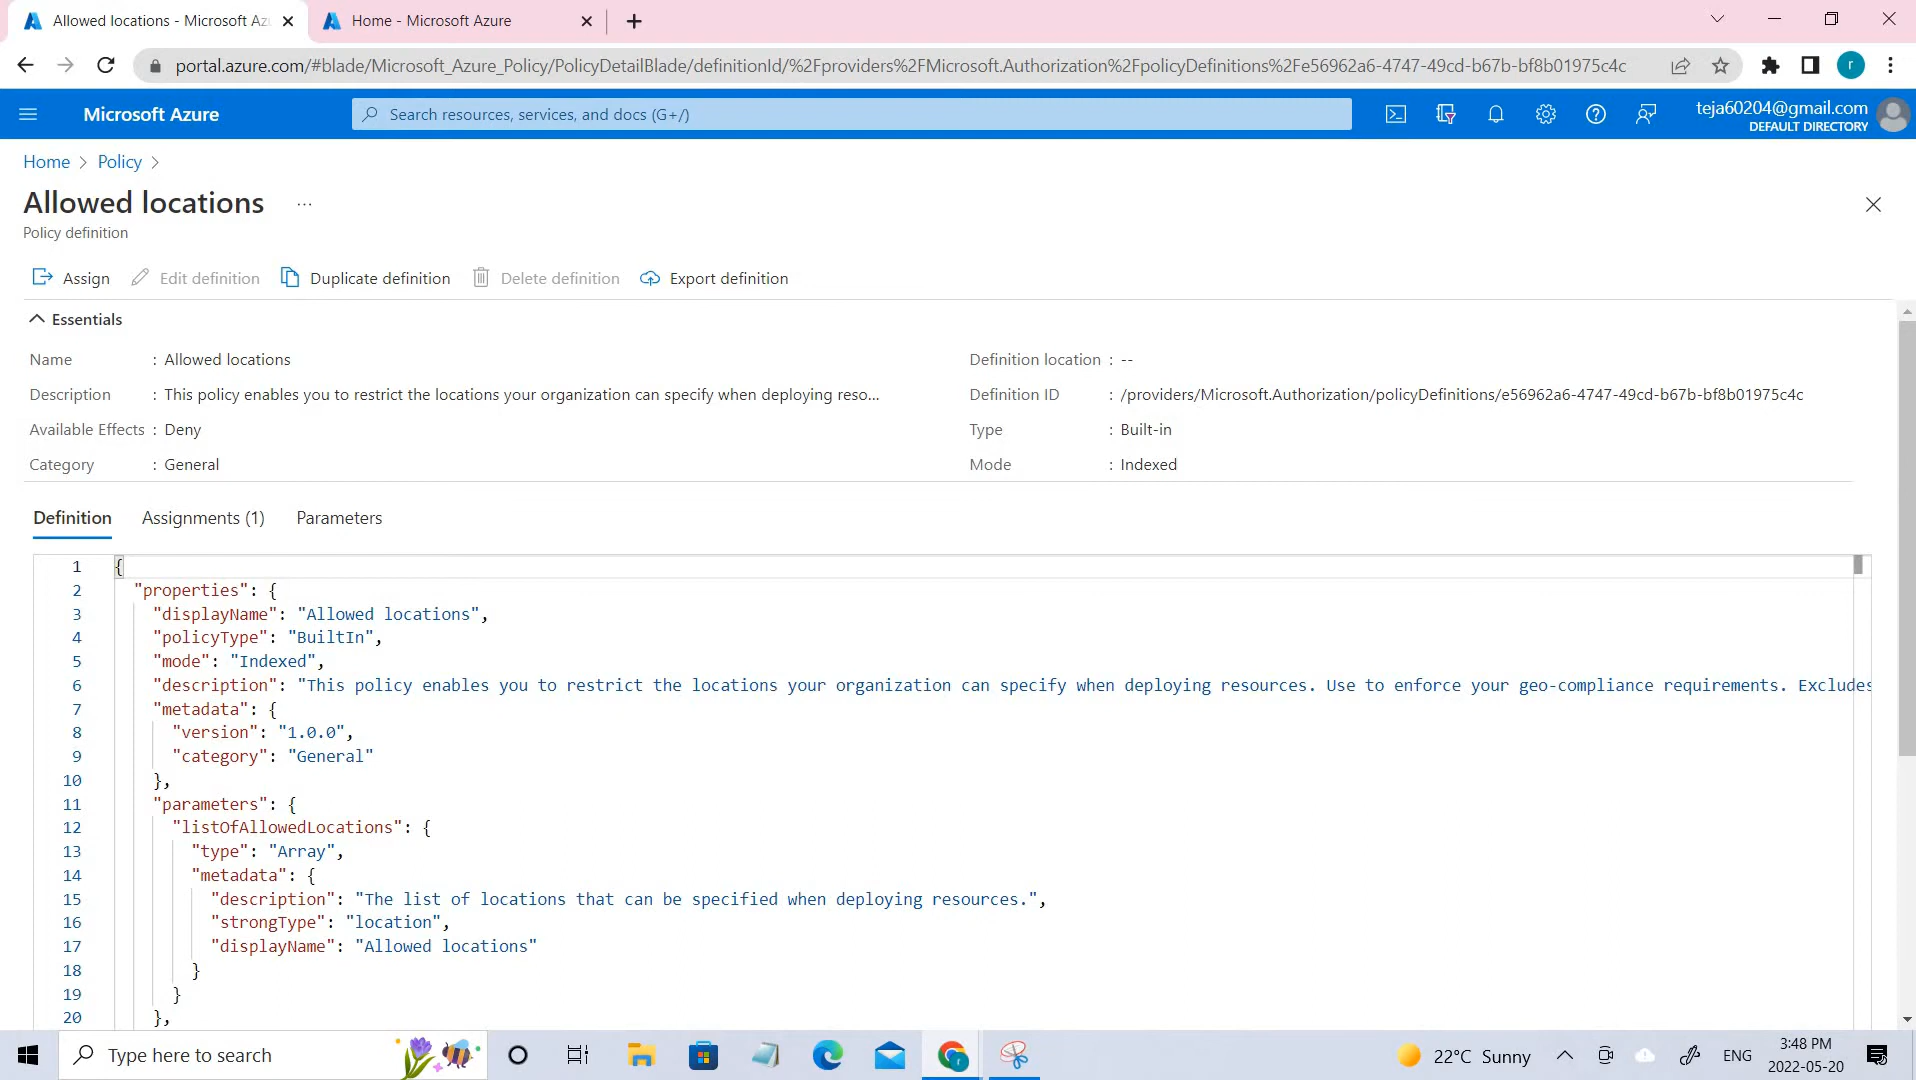 Allowed locations - Microsoft Az
Home - Microsoft Azure
portal.azure.com/#blade/Microsoft_Azure_Policy/PolicyDetailBlade/definitionId/%2Fproviders%2FMicrosoft.Authorization%2FpolicyDefinitions%2Fe56962a6-4747-49cd-b67b-bf8b01975c4c
r
Microsoft Azure
Search resources, services, and docs (G+/)
teja60204@gmail.com
DEFAULT DIRECTORY
Home > Policy >
Allowed locations ...
Policy definition
Assign
Edit definition
Duplicate definition
Delete definition
Export definition
Essentials
Name : Allowed locations
Definition location : --
Description : This policy enables you to restrict the locations your organization can specify when deploying reso...
Definition ID : /providers/Microsoft.Authorization/policyDefinitions/e56962a6-4747-49cd-b67b-bf8b01975c4c
Available Effects : Deny
Type : Built-in
Category : General
Mode : Indexed
Definition
Assignments (1)
Parameters
1 {
2 "properties": {
3 "displayName": "Allowed locations",
4 "policyType": "BuiltIn",
5 "mode": "Indexed",
6 "description": "This policy enables you to restrict the locations your organization can specify when deploying resources. Use to enforce your geo-compliance requirements. Excludes
7 "metadata": {
8 "version": "1.0.0",
9 "category": "General"
10 },
11 "parameters": {
12 "listOfAllowedLocations": {
13 "type": "Array",
14 "metadata": {
15 "description": "The list of locations that can be specified when deploying resources.",
16 "strongType": "location",
17 "displayName": "Allowed locations"
18 }
19 }
20 },
Type here to search
22°C Sunny
ENG
3:48 PM
2022-05-20